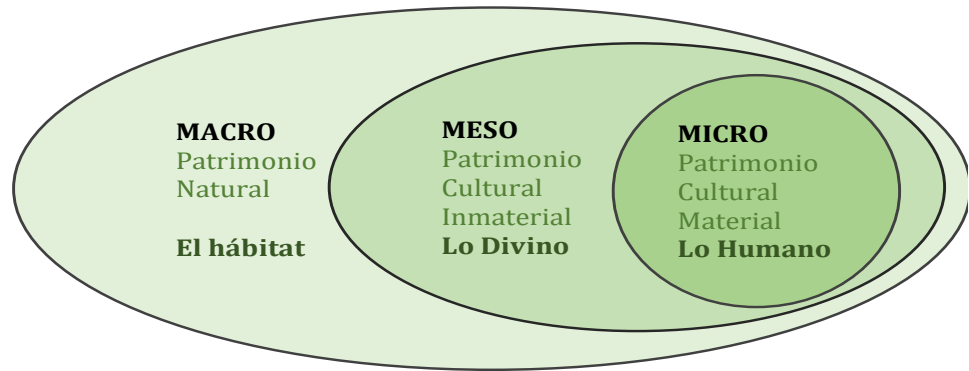 MACRO
Patrimonio
Natural
El hábitat
MESO
Patrimonio
Cultural
Inmaterial
Lo Divino
MICRO
Patrimonio
Cultural
Material
Lo Humano